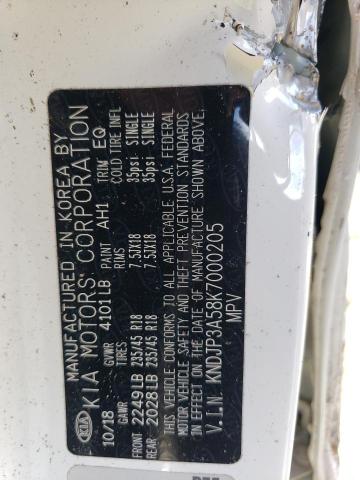 MANUFACTURED IN KOREA BY
KIA KIA MOTORS CORPORATION
10/18 GVWR 4101LB PAINT AH1 TRIM EQ
GAWR TIRES RIMS COLD TIRE INFL
FRONT 2249LB 235/45 R18 7.5JX18 35psi SINGLE
REAR 2028LB 235/45 R18 7.5JX18 35psi SINGLE
THIS VEHICLE CONFORMS TO ALL APPLICABLE U.S.A. FEDERAL
MOTOR VEHICLE SAFETY AND THEFT PREVENTION STANDARDS
IN EFFECT ON THE DATE OF MANUFACTURE SHOWN ABOVE.
V.I.N: KNDJP3A58K7000205
MPV